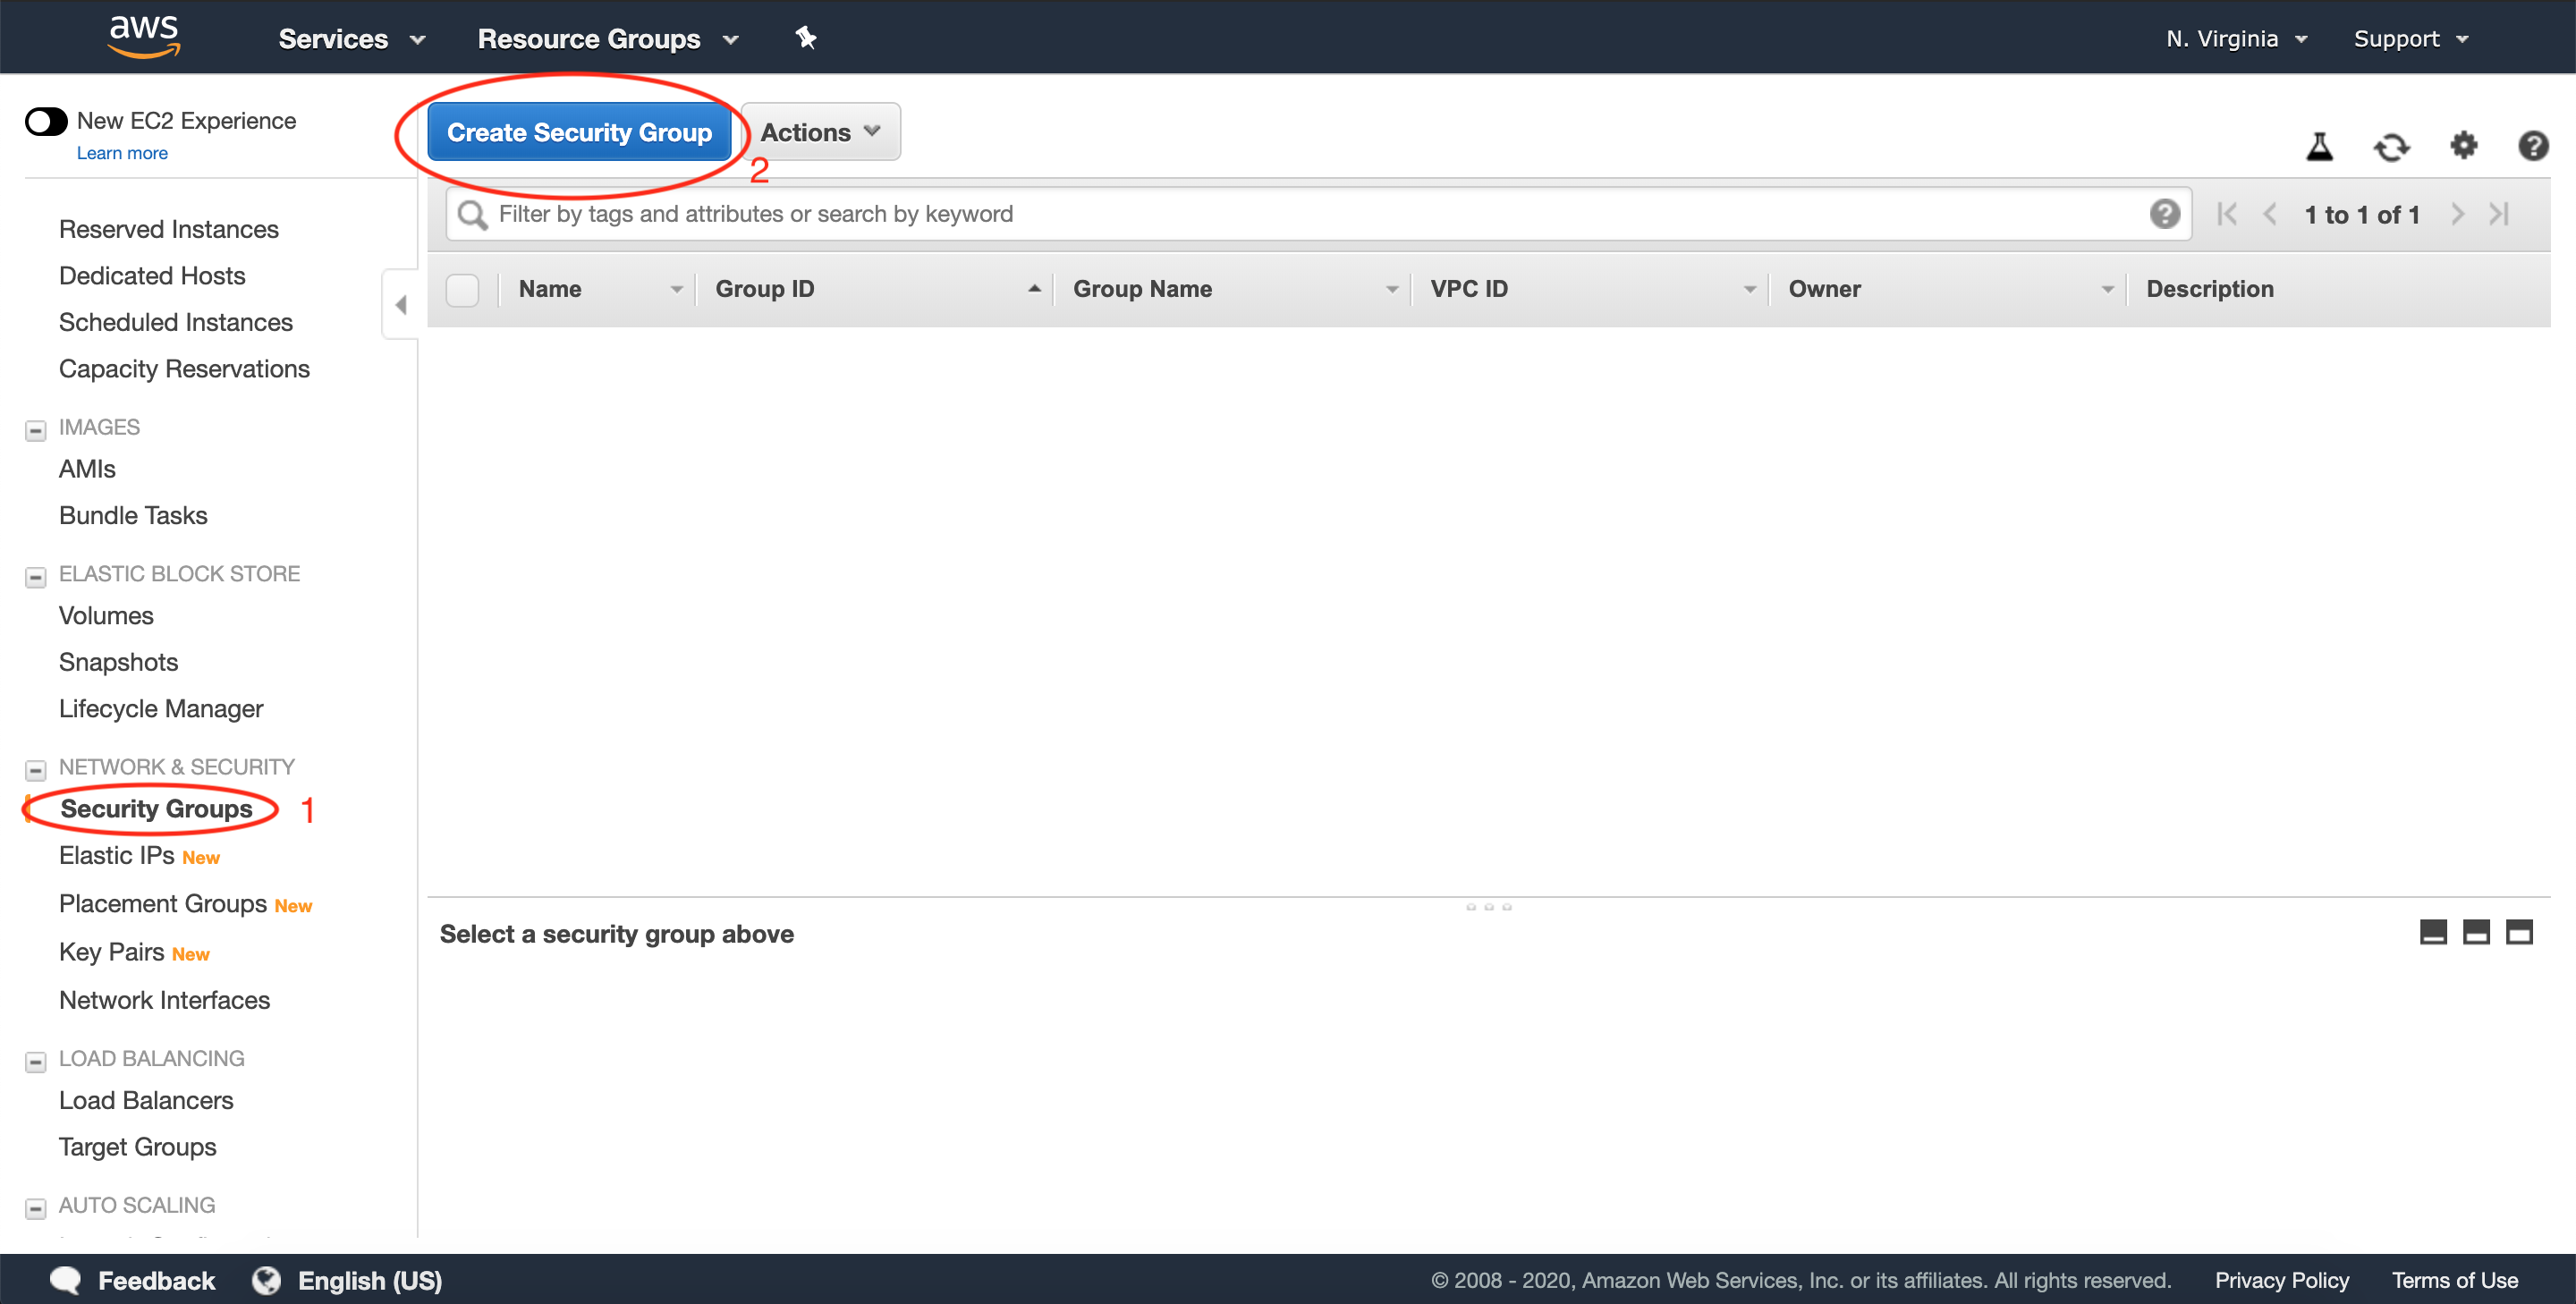 aws Services Resource Groups N. Virginia Support
New EC2 Experience
Learn more
Create Security Group Actions
2
Filter by tags and attributes or search by keyword ? 1 to 1 of 1
Name Group ID Group Name VPC ID Owner Description
Reserved Instances
Dedicated Hosts
Scheduled Instances
Capacity Reservations
IMAGES
AMIs
Bundle Tasks
ELASTIC BLOCK STORE
Volumes
Snapshots
Lifecycle Manager
NETWORK & SECURITY
Security Groups 1
Elastic IPs New
Placement Groups New
Key Pairs New
Network Interfaces
LOAD BALANCING
Load Balancers
Target Groups
AUTO SCALING
Select a security group above
Feedback English (US) © 2008 - 2020, Amazon Web Services, Inc. or its affiliates. All rights reserved. Privacy Policy Terms of Use